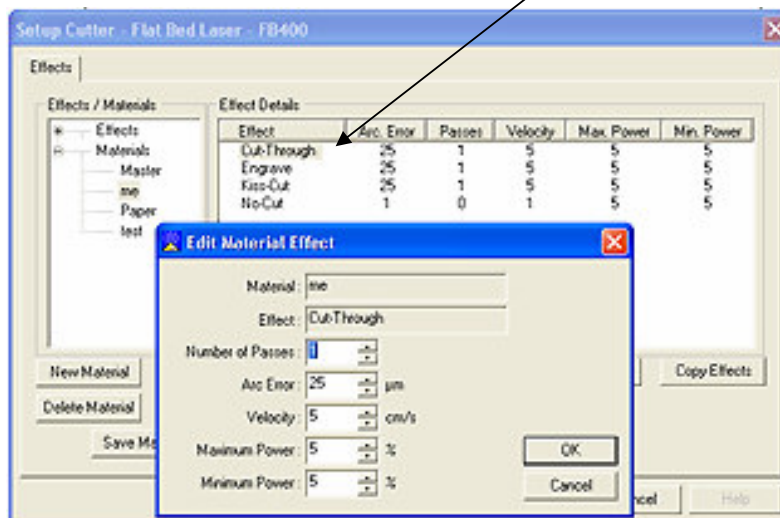 Setup Cutter - Flat Bed Laser - FB400
Effects
Effects / Materials
Effects
Materials
Master
me
Paper
test
Effect Details
Effect Arc. Error Passes Velocity Max. Power Min. Power
Cut-Through 25 1 5 5 5
Engrave 25 1 5 5 5
Kiss-Cut 25 1 5 5 5
No-Cut 1 0 1 5 5
Edit Material Effect
Material: me
Effect: Cut-Through
Number of Passes: 1
Arc Error: 25 µm
Velocity: 5 cm/s
Maximum Power: 5 %
Minimum Power: 5 %
OK
Cancel
New Material
Delete Material
Copy Effects
Help